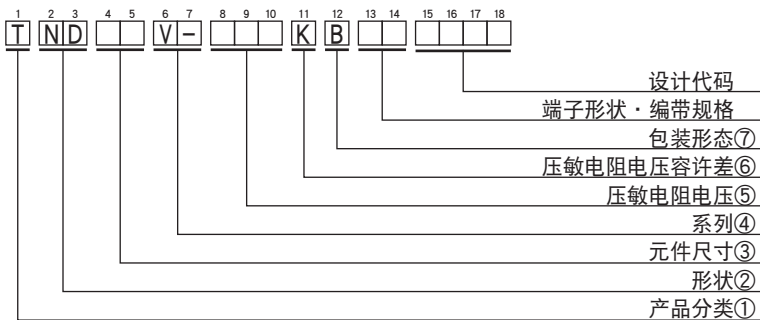 1 2 3 4 5 6 7 8 9 10 11 12 13 14 15 16 17 18
T ND V- K B
设计代码
端子形状・编带规格
包装形态⑦
压敏电阻电压容许差⑥
压敏电阻电压⑤
系列④
元件尺寸③
形状②
产品分类①